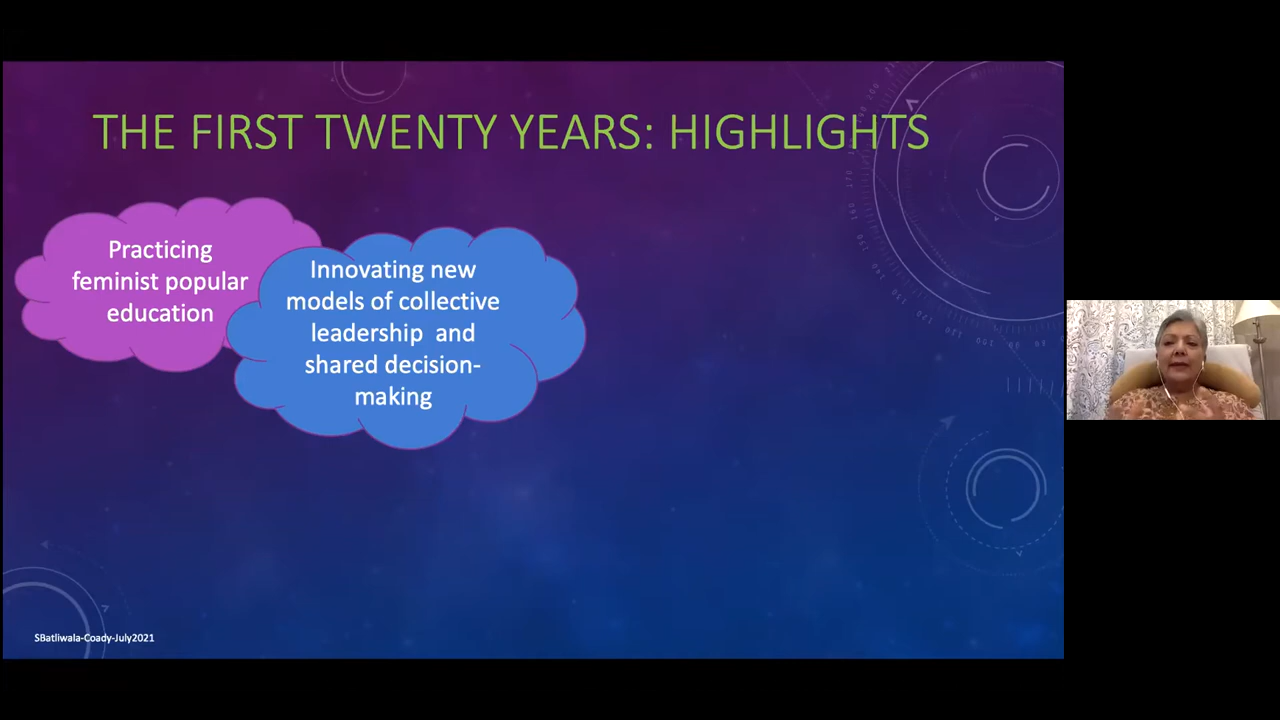 THE FIRST TWENTY YEARS: HIGHLIGHTS
Practicing
feminist popular
education
Innovating new
models of collective
leadership and
shared decision-
making
SBatliwala-Coady-July2021